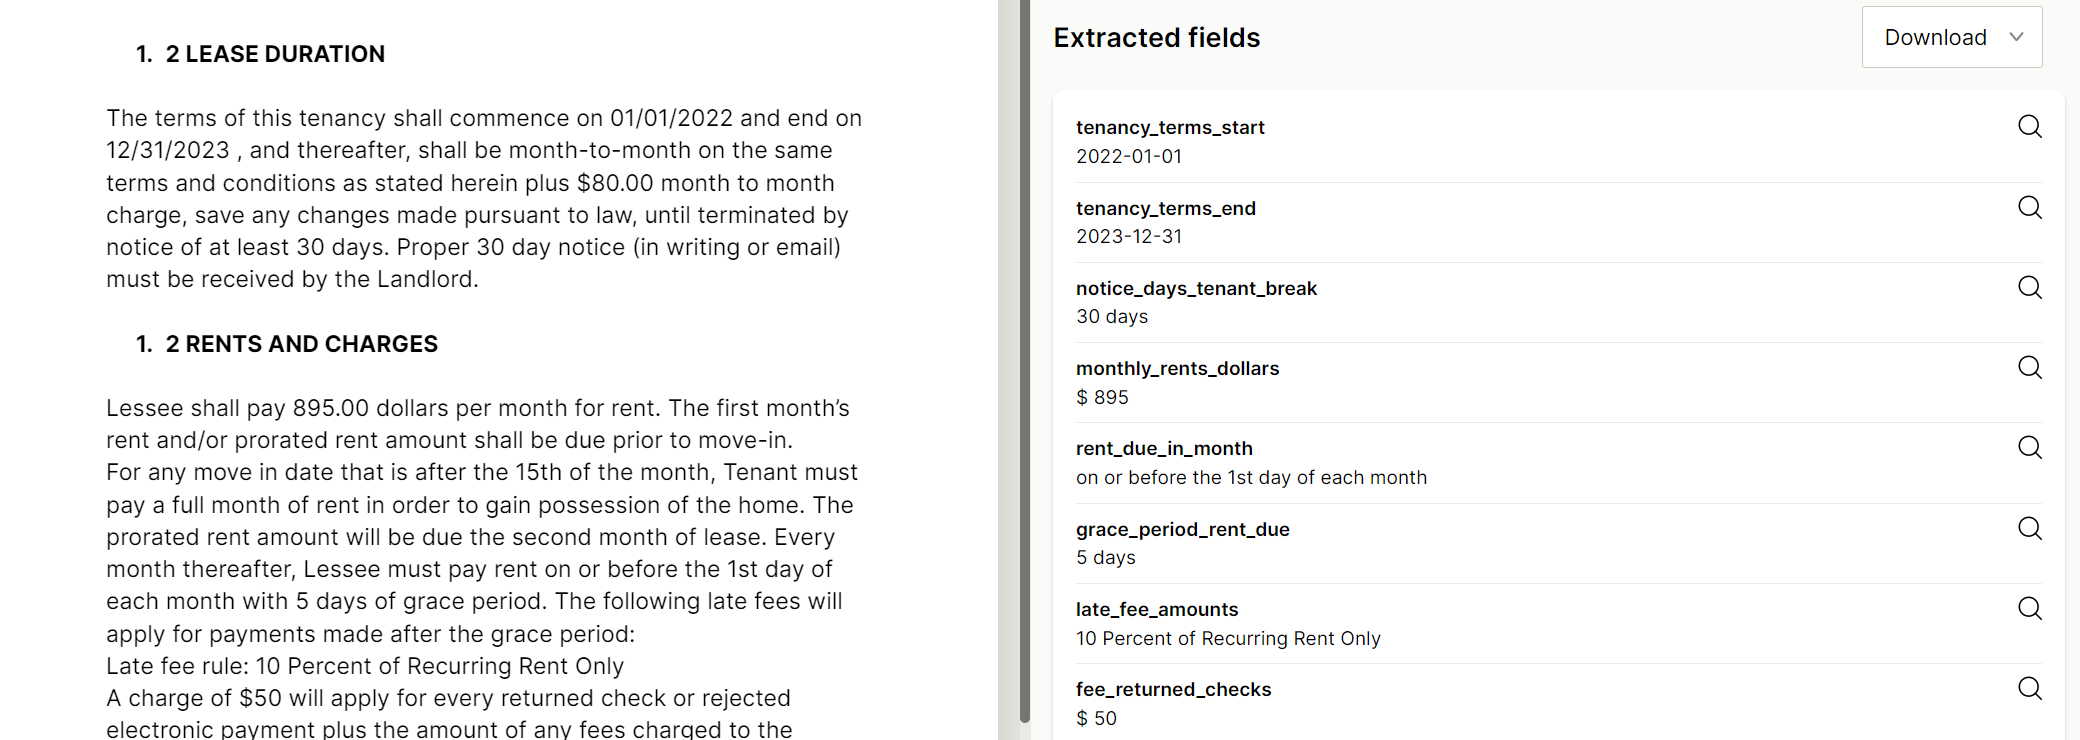 1. 2 LEASE DURATION
The terms of this tenancy shall commence on 01/01/2022 and end on
12/31/2023 , and thereafter, shall be month-to-month on the same
terms and conditions as stated herein plus $80.00 month to month
charge, save any changes made pursuant to law, until terminated by
notice of at least 30 days. Proper 30 day notice (in writing or email)
must be received by the Landlord.
1. 2 RENTS AND CHARGES
Lessee shall pay 895.00 dollars per month for rent. The first month’s
rent and/or prorated rent amount shall be due prior to move-in.
For any move in date that is after the 15th of the month, Tenant must
pay a full month of rent in order to gain possession of the home. The
prorated rent amount will be due the second month of lease. Every
month thereafter, Lessee must pay rent on or before the 1st day of
each month with 5 days of grace period. The following late fees will
apply for payments made after the grace period:
Late fee rule: 10 Percent of Recurring Rent Only
A charge of $50 will apply for every returned check or rejected
electronic payment plus the amount of any fees charged to the
Extracted fields
Download
tenancy_terms_start
2022-01-01
tenancy_terms_end
2023-12-31
notice_days_tenant_break
30 days
monthly_rents_dollars
$ 895
rent_due_in_month
on or before the 1st day of each month
grace_period_rent_due
5 days
late_fee_amounts
10 Percent of Recurring Rent Only
fee_returned_checks
$ 50